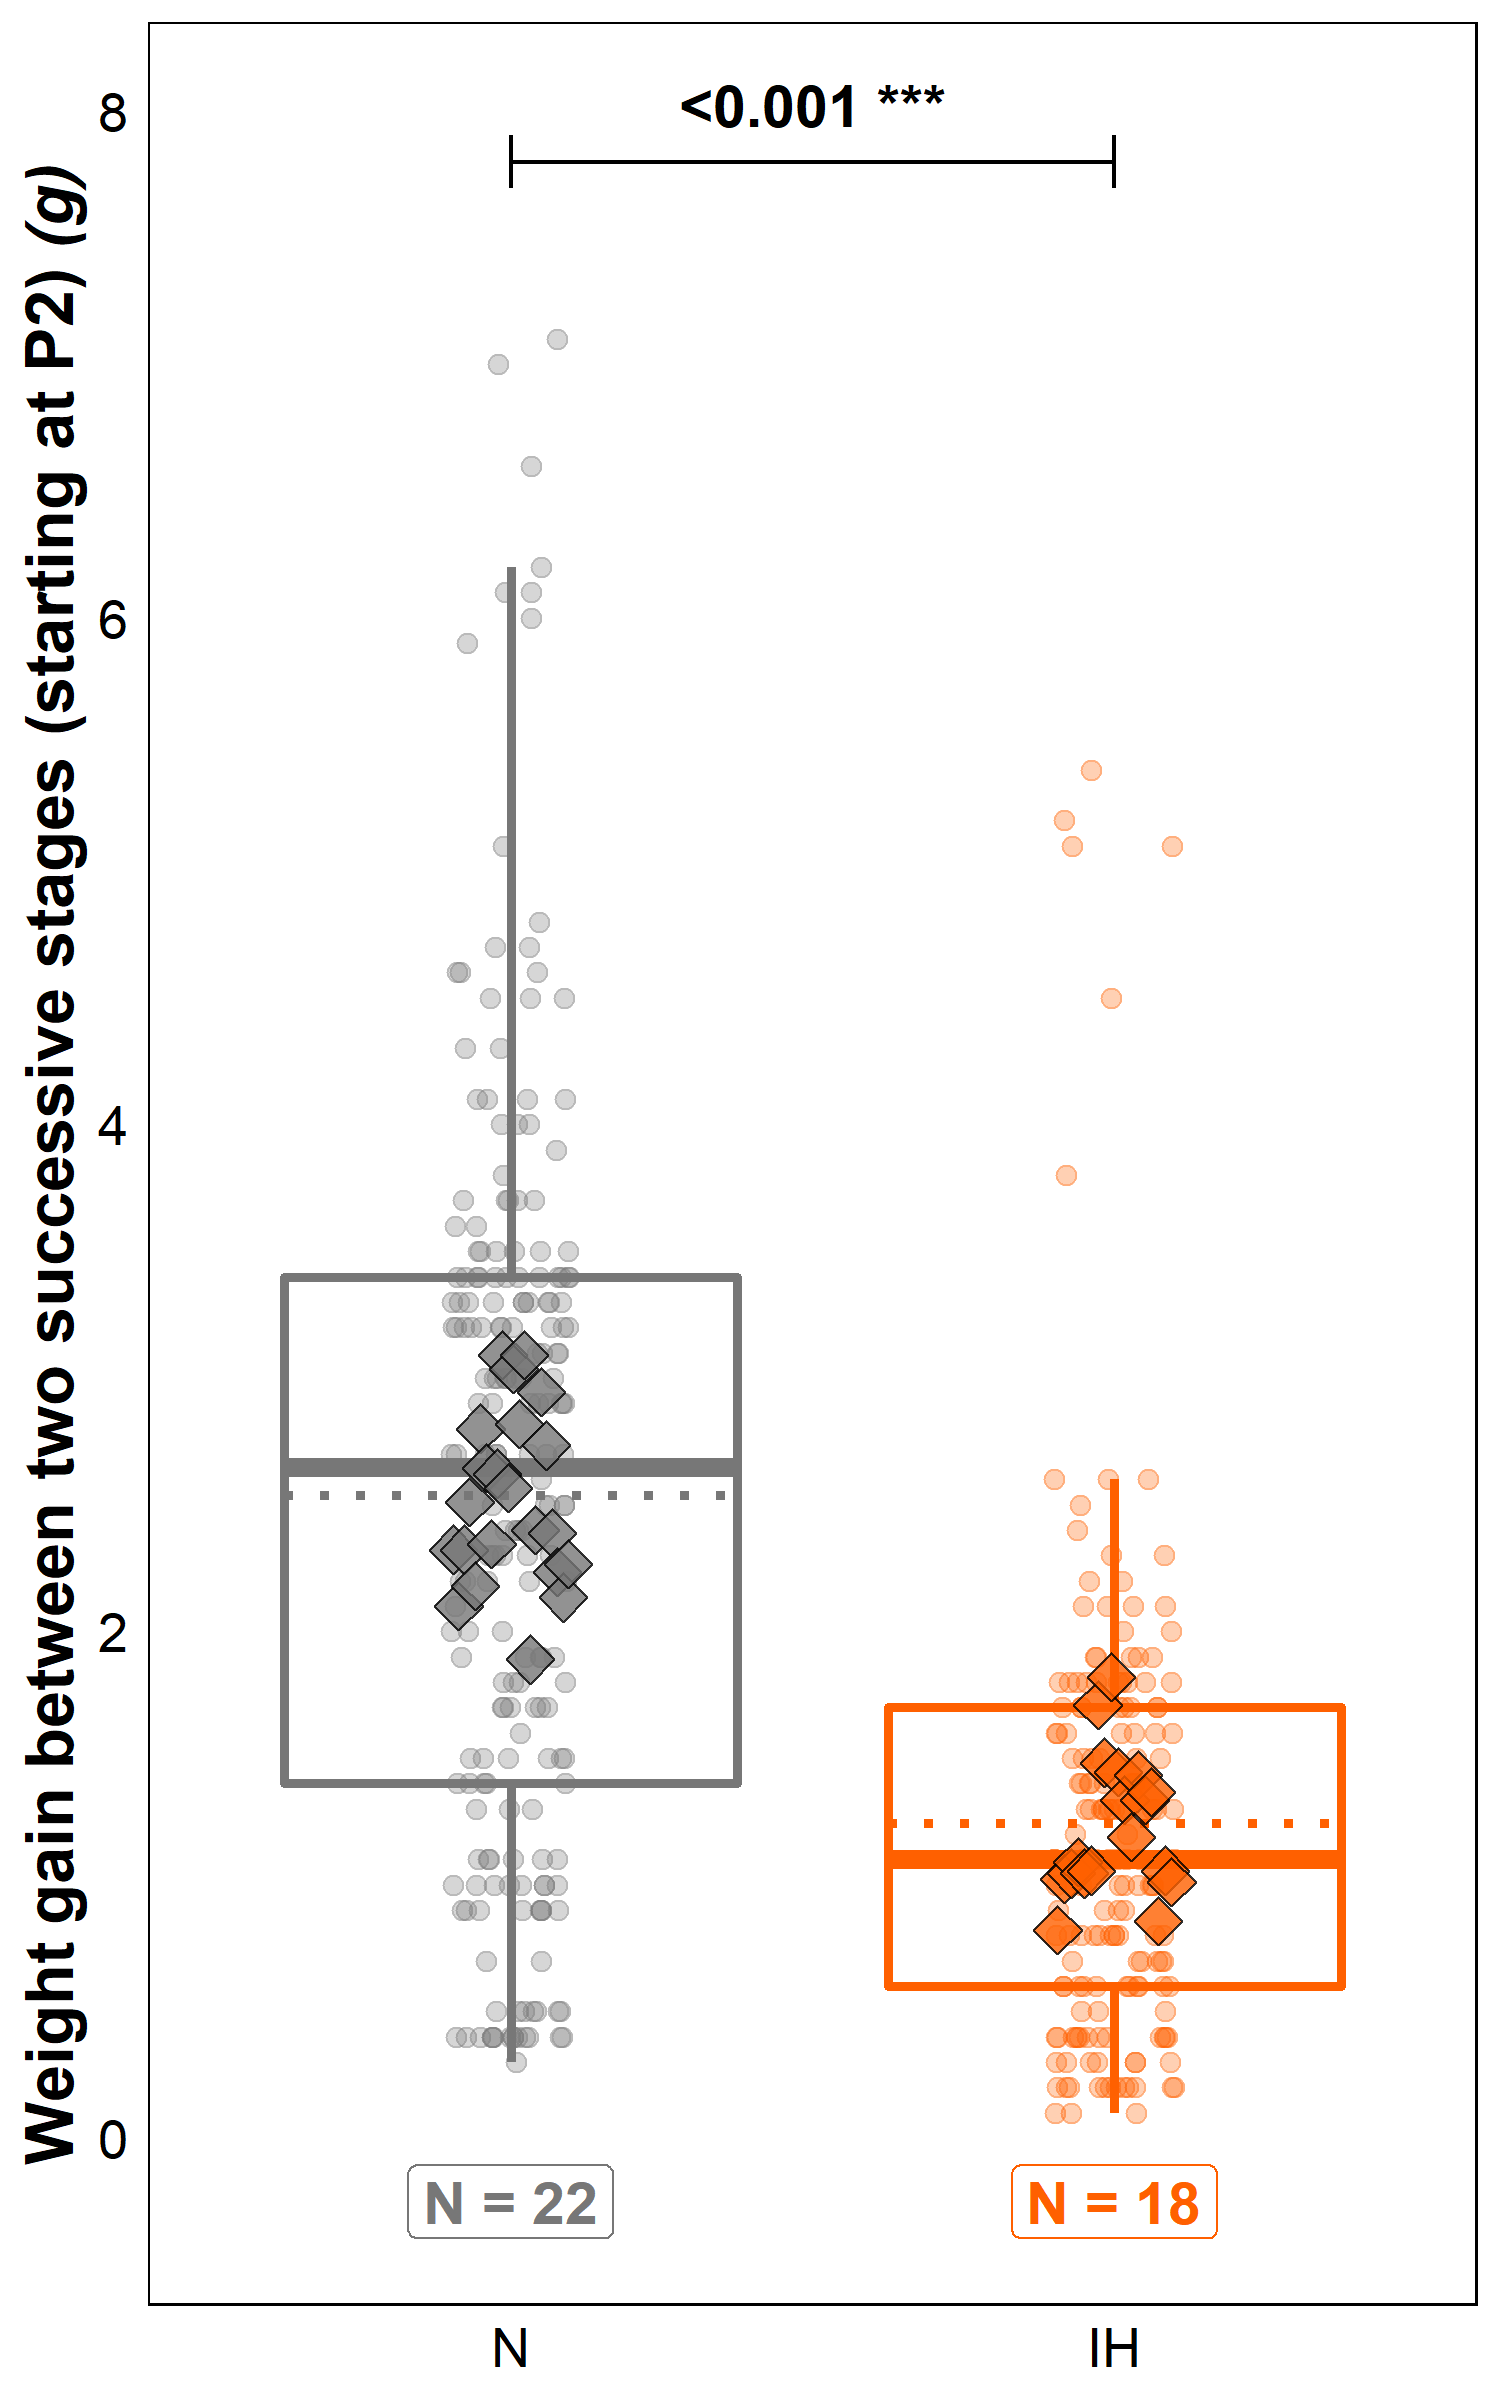 Weight gain between two successive stages (starting at P2) (g)
8
6
4
2
0
<0.001 ***
N = 22
N = 18
N
IH